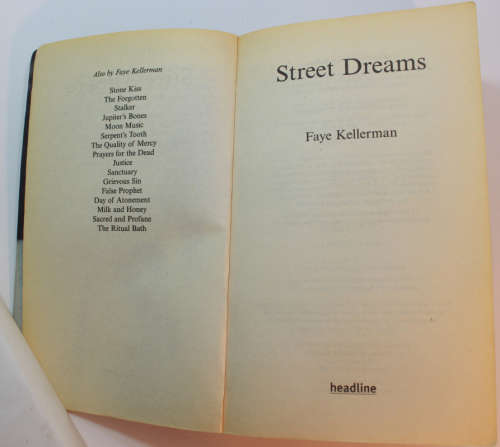 Also by Faye Kellerman
Stone Kiss
The Forgotten
Stalker
Jupiter's Bones
Moon Music
Serpent's Tooth
The Quality of Mercy
Prayers for the Dead
Justice
Sanctuary
Grievous Sin
False Prophet
Day of Atonement
Milk and Honey
Sacred and Profane
The Ritual Bath
Street Dreams
Faye Kellerman
headline